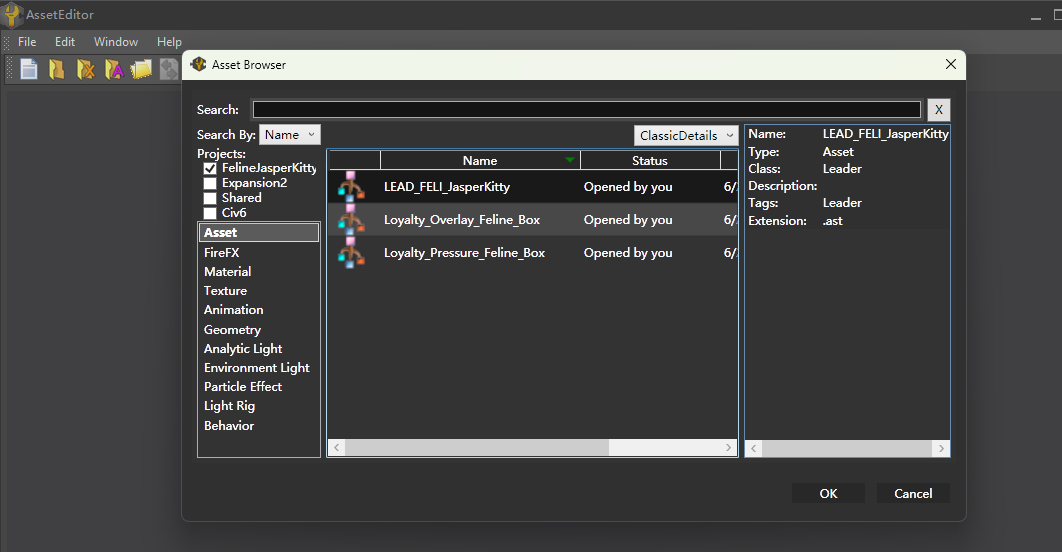 AssetEditor
File Edit Window Help
Asset Browser
Search: X
Search By: Name ClassicDetails
Projects:
FelineJasperKitty
Expansion2
Shared
Civ6
Asset
FireFX
Material
Texture
Animation
Geometry
Analytic Light
Environment Light
Particle Effect
Light Rig
Behavior
Name Status
LEAD_FELI_JasperKitty Opened by you 6/
Loyalty_Overlay_Feline_Box Opened by you 6/
Loyalty_Pressure_Feline_Box Opened by you 6/
Name: LEAD_FELI_JasperKitty
Type: Asset
Class: Leader
Description:
Tags: Leader
Extension: .ast
OK Cancel